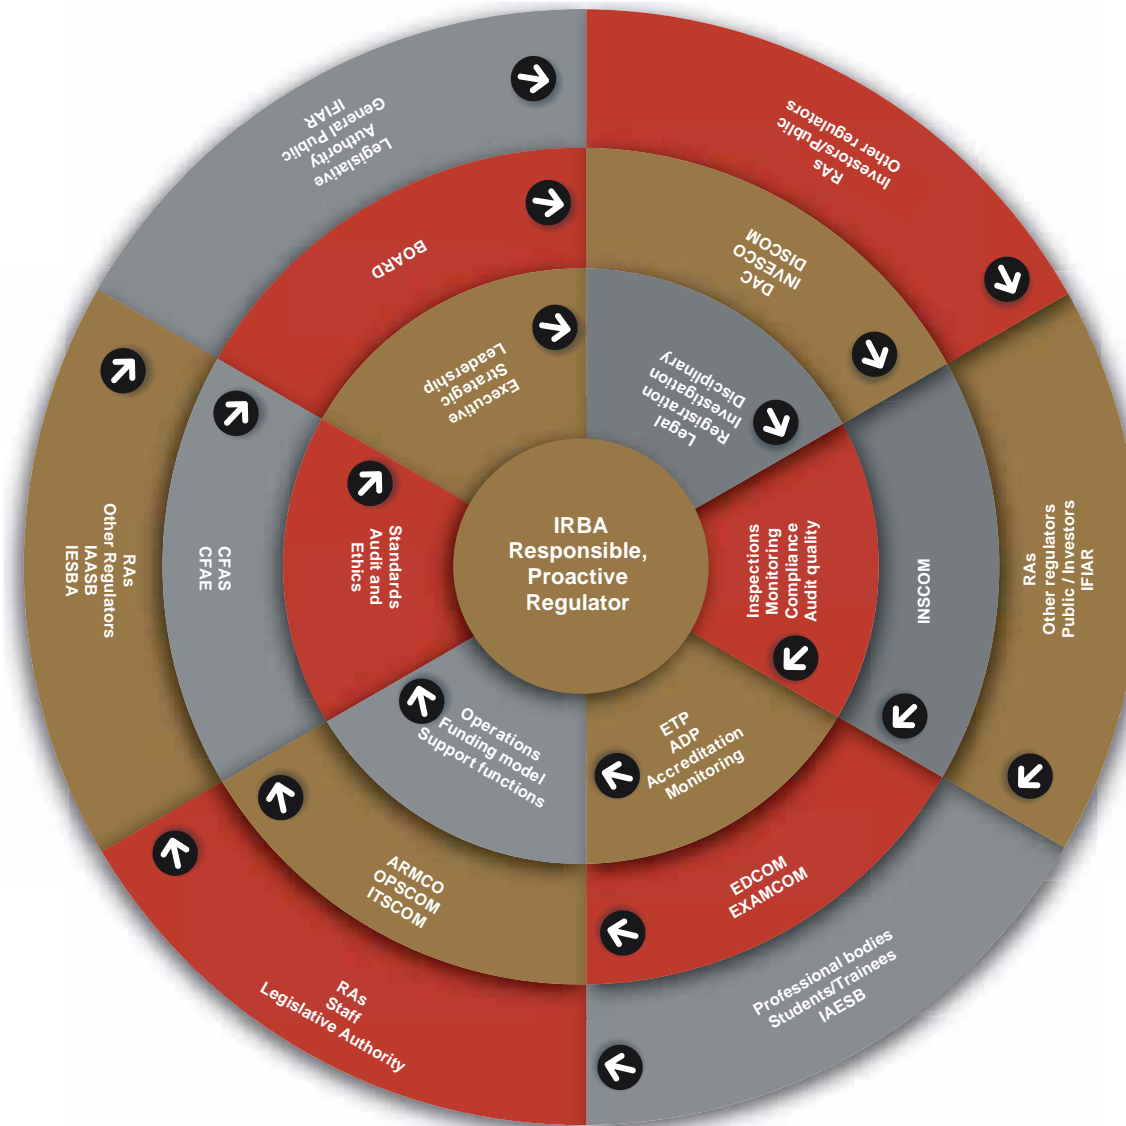 IRBA
Responsible,
Proactive
Regulator
Legislative
Authority
General Public
IFIAR
BOARD
Executive
Strategic
Leadership
RAs
Investors/Public
Other regulators
DAC
INVESCO
DISCOM
Legal
Registration
Investigation
Disciplinary
RAs
Other regulators
Public / Investors
IFIAR
INSCOM
Inspections
Monitoring
Compliance
Audit quality
ETP
ADP
Accreditation
Monitoring
EDCOM
EXAMCOM
Professional bodies
Students/Trainees
IAESB
Operations
Funding model
Support functions
ARMCO
OPSCOM
ITSCOM
RAs
Staff
Legislative Authority
Standards
Audit and
Ethics
CFAS
CFAE
RAs
Other Regulators
IAASB
IESBA